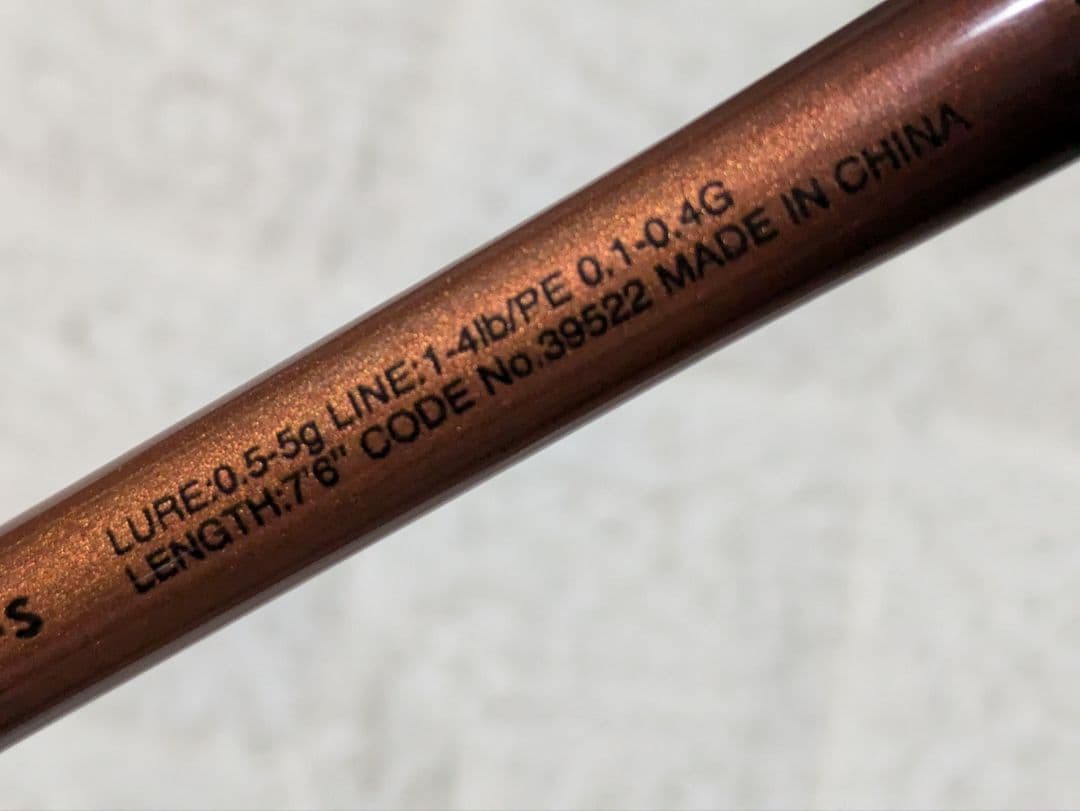 LURE:0.5-5g LINE:1-4lb/PE 0.1-0.4G
LENGTH:7'6" CODE No.39522 MADE IN CHINA
-S